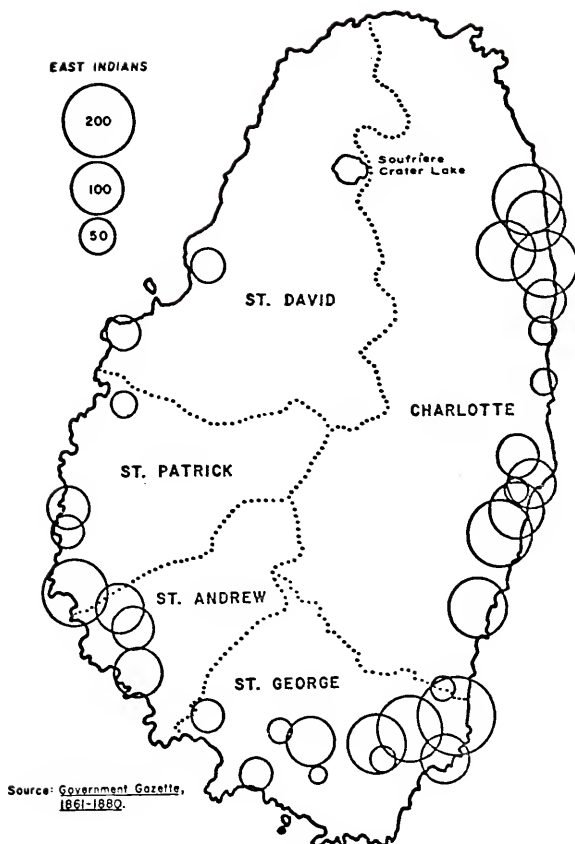 EAST INDIANS
200
100
50
Soufrière
Crater Lake
ST. DAVID
CHARLOTTE
ST. PATRICK
ST. ANDREW
ST. GEORGE
Source: Government Gazette,
1861-1880.